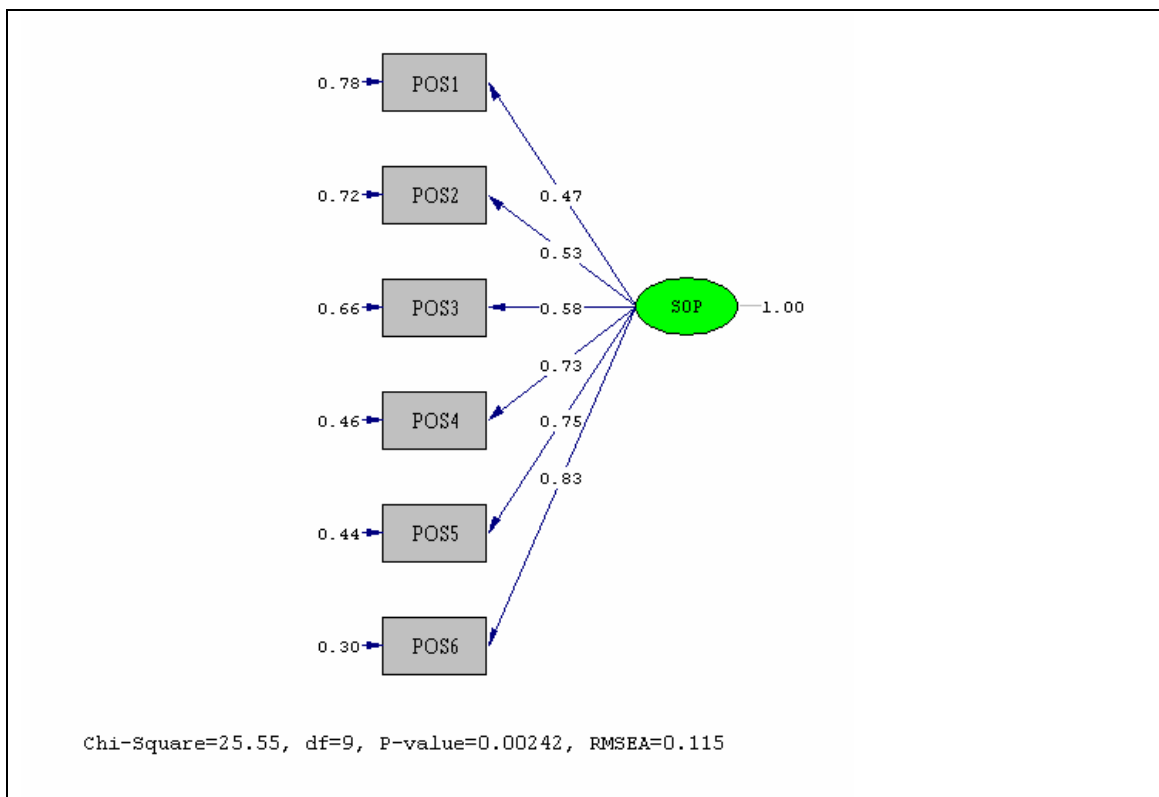 0.78 POS1
0.47
0.72 POS2
0.53
0.66 POS3 0.58 SOP 1.00
0.73
0.46 POS4 0.75
0.83
0.44 POS5
0.30 POS6
Chi-Square=25.55, df=9, P-value=0.00242, RMSEA=0.115